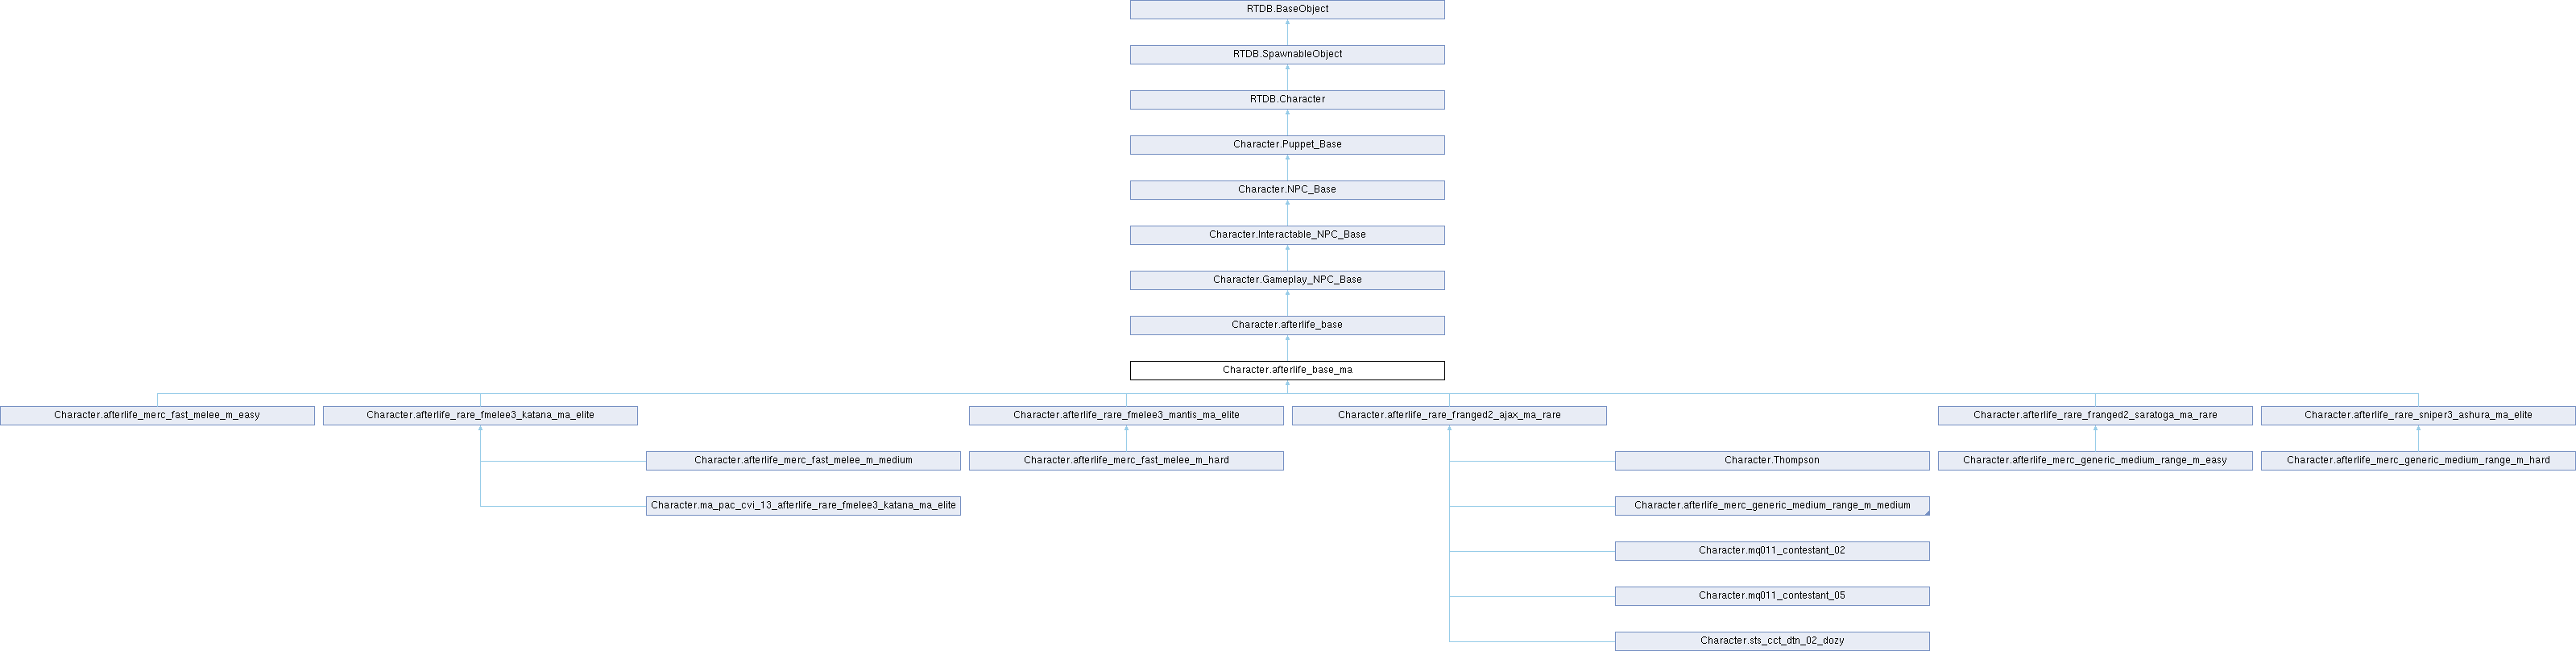 RTDB.BaseObject
RTDB.SpawnableObject
RTDB.Character
Character.Puppet_Base
Character.NPC_Base
Character.Interactable_NPC_Base
Character.Gameplay_NPC_Base
Character.afterlife_base
Character.afterlife_base_ma
Character.afterlife_merc_fast_melee_m_easy
Character.afterlife_rare_fmelee3_katana_ma_elite
Character.afterlife_rare_fmelee3_mantis_ma_elite
Character.afterlife_rare_franged2_ajax_ma_rare
Character.afterlife_rare_franged2_saratoga_ma_rare
Character.afterlife_rare_sniper3_ashura_ma_elite
Character.afterlife_merc_fast_melee_m_medium
Character.afterlife_merc_fast_melee_m_hard
Character.Thompson
Character.afterlife_merc_generic_medium_range_m_easy
Character.afterlife_merc_generic_medium_range_m_hard
Character.ma_pac_cvi_13_afterlife_rare_fmelee3_katana_ma_elite
Character.afterlife_merc_generic_medium_range_m_medium
Character.mq011_contestant_02
Character.mq011_contestant_05
Character.sts_cct_dtn_02_dozy